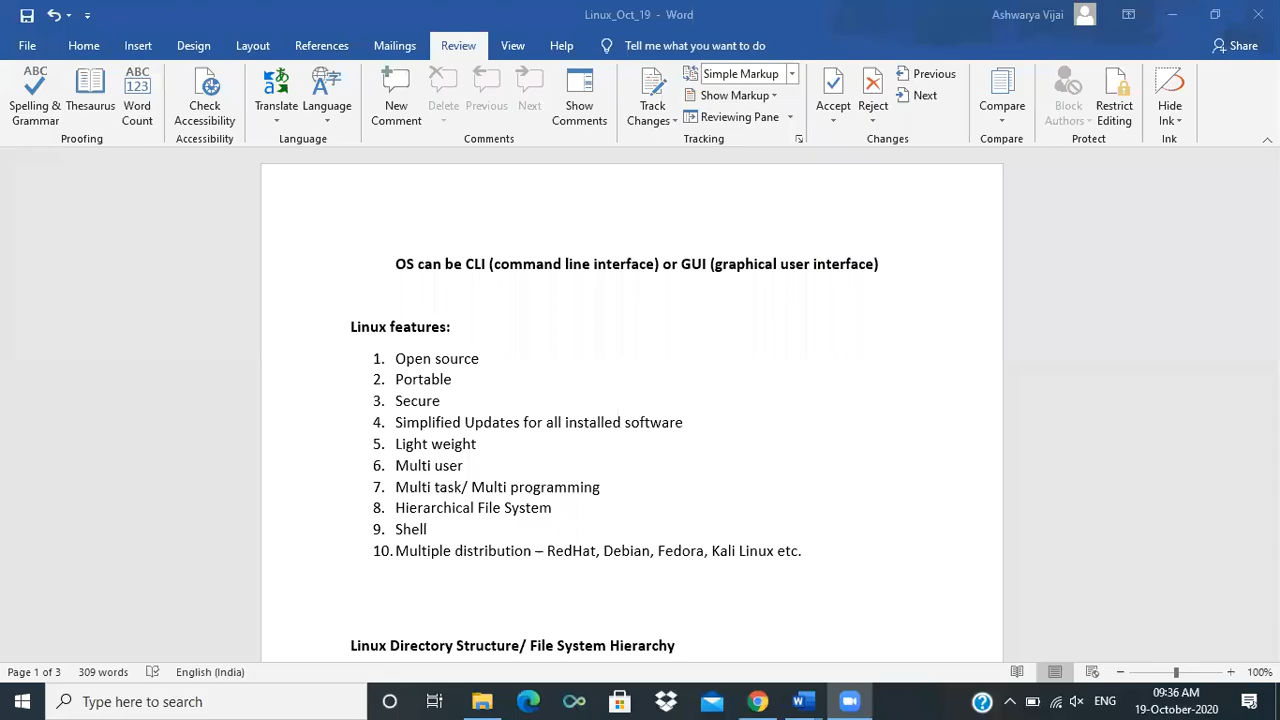 Linux_Oct_19 - Word
Ashwarya Vijai
File Home Insert Design Layout References Mailings Review View Help Tell me what you want to do Share
Spelling & Grammar
Thesaurus
Word Count
Proofing
Check Accessibility
Accessibility
Translate
Language
Language
New Comment
Delete
Previous
Next
Show Comments
Comments
Track Changes
Simple Markup
Show Markup
Reviewing Pane
Tracking
Accept
Reject
Previous
Next
Changes
Compare
Compare
Block Authors
Restrict Editing
Protect
Hide Ink
Ink
OS can be CLI (command line interface) or GUI (graphical user interface)
Linux features:
1. Open source
2. Portable
3. Secure
4. Simplified Updates for all installed software
5. Light weight
6. Multi user
7. Multi task/ Multi programming
8. Hierarchical File System
9. Shell
10. Multiple distribution – RedHat, Debian, Fedora, Kali Linux etc.
Linux Directory Structure/ File System Hierarchy
Page 1 of 3 309 words English (India) 100%
Type here to search
ENG
09:36 AM
19-October-2020